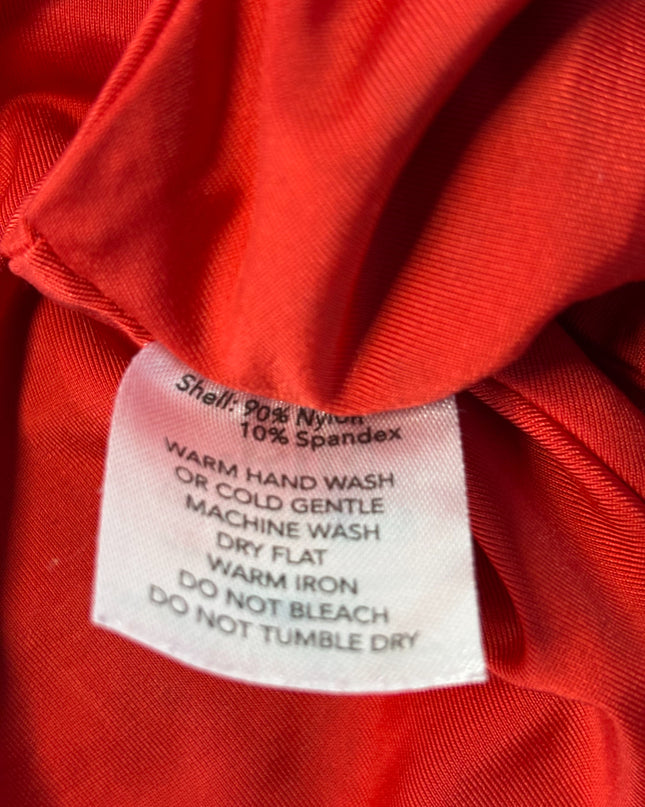 Shell: 90% Nylon
10% Spandex
WARM HAND WASH
OR COLD GENTLE
MACHINE WASH
DRY FLAT
WARM IRON
DO NOT BLEACH
DO NOT TUMBLE DRY